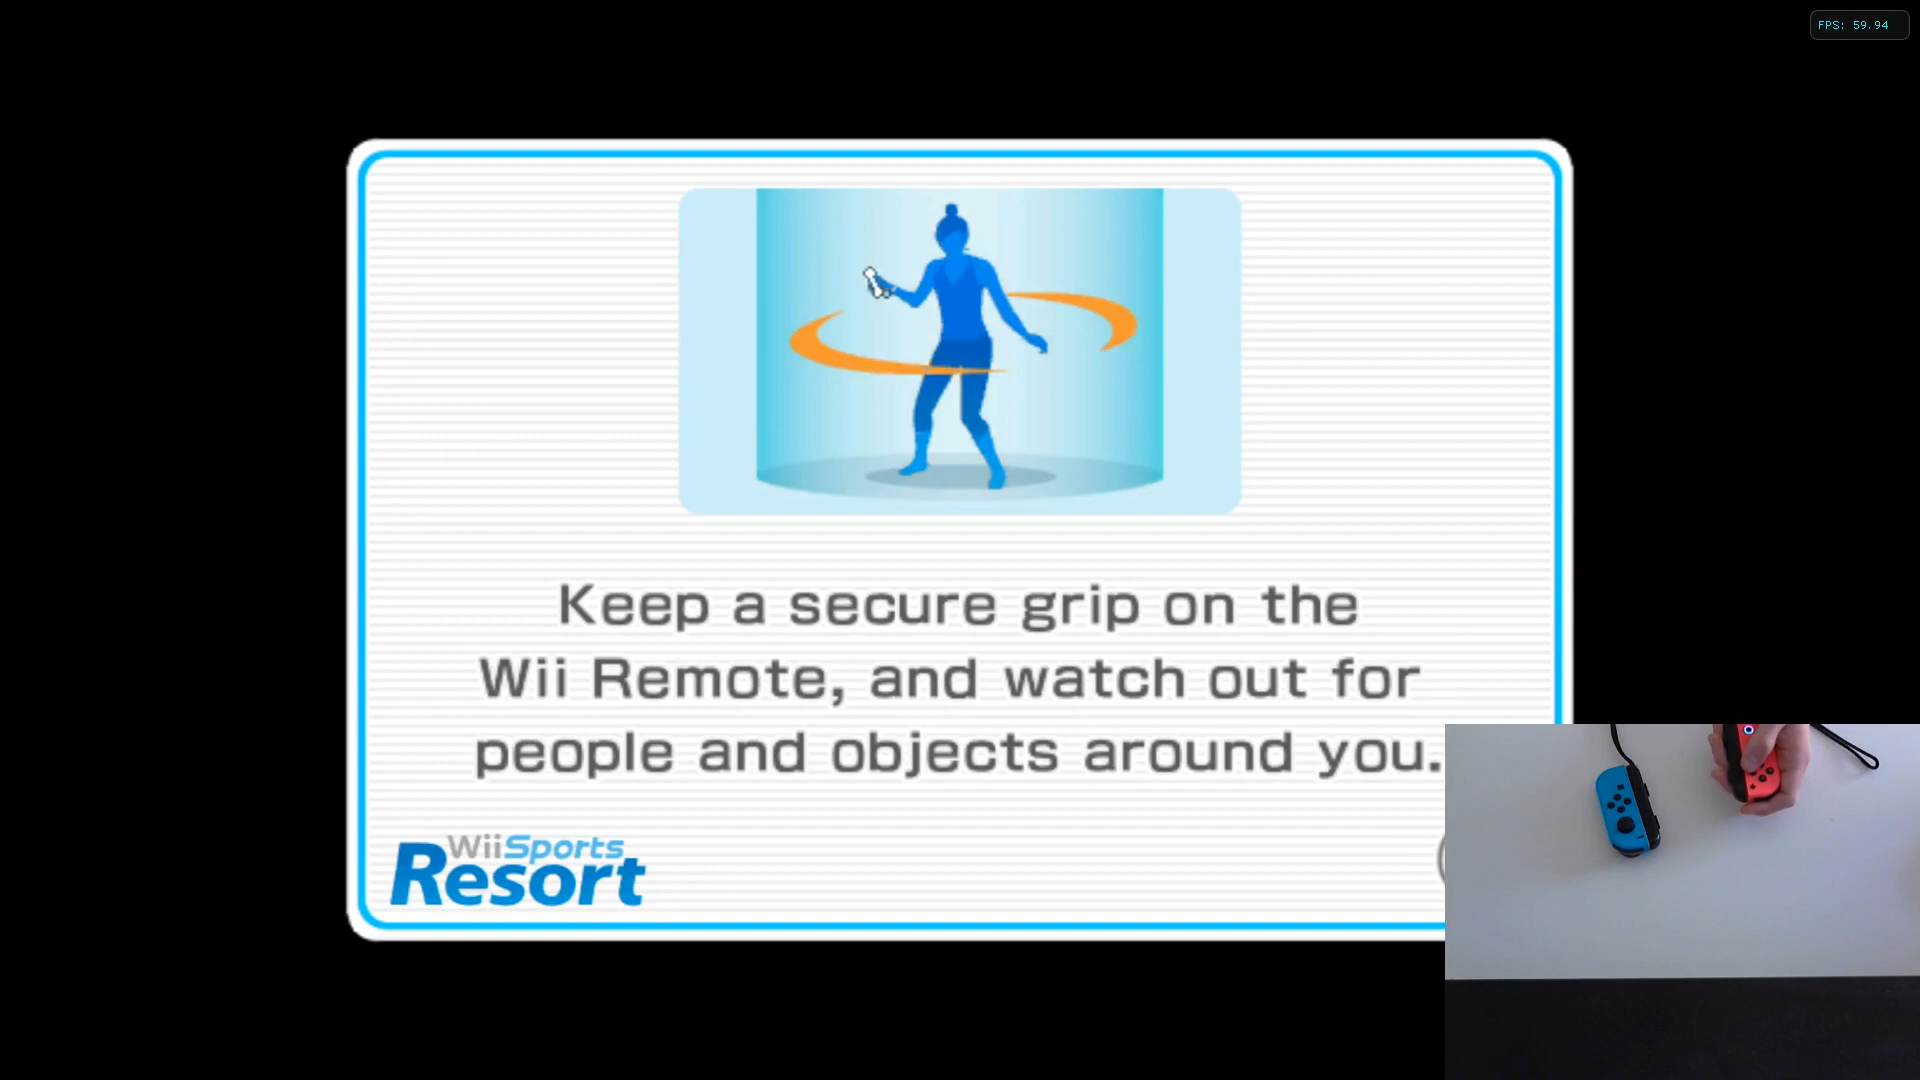 FPS: 59.94
Keep a secure grip on the
Wii Remote, and watch out for
people and objects around you.
WiiSports
Resort